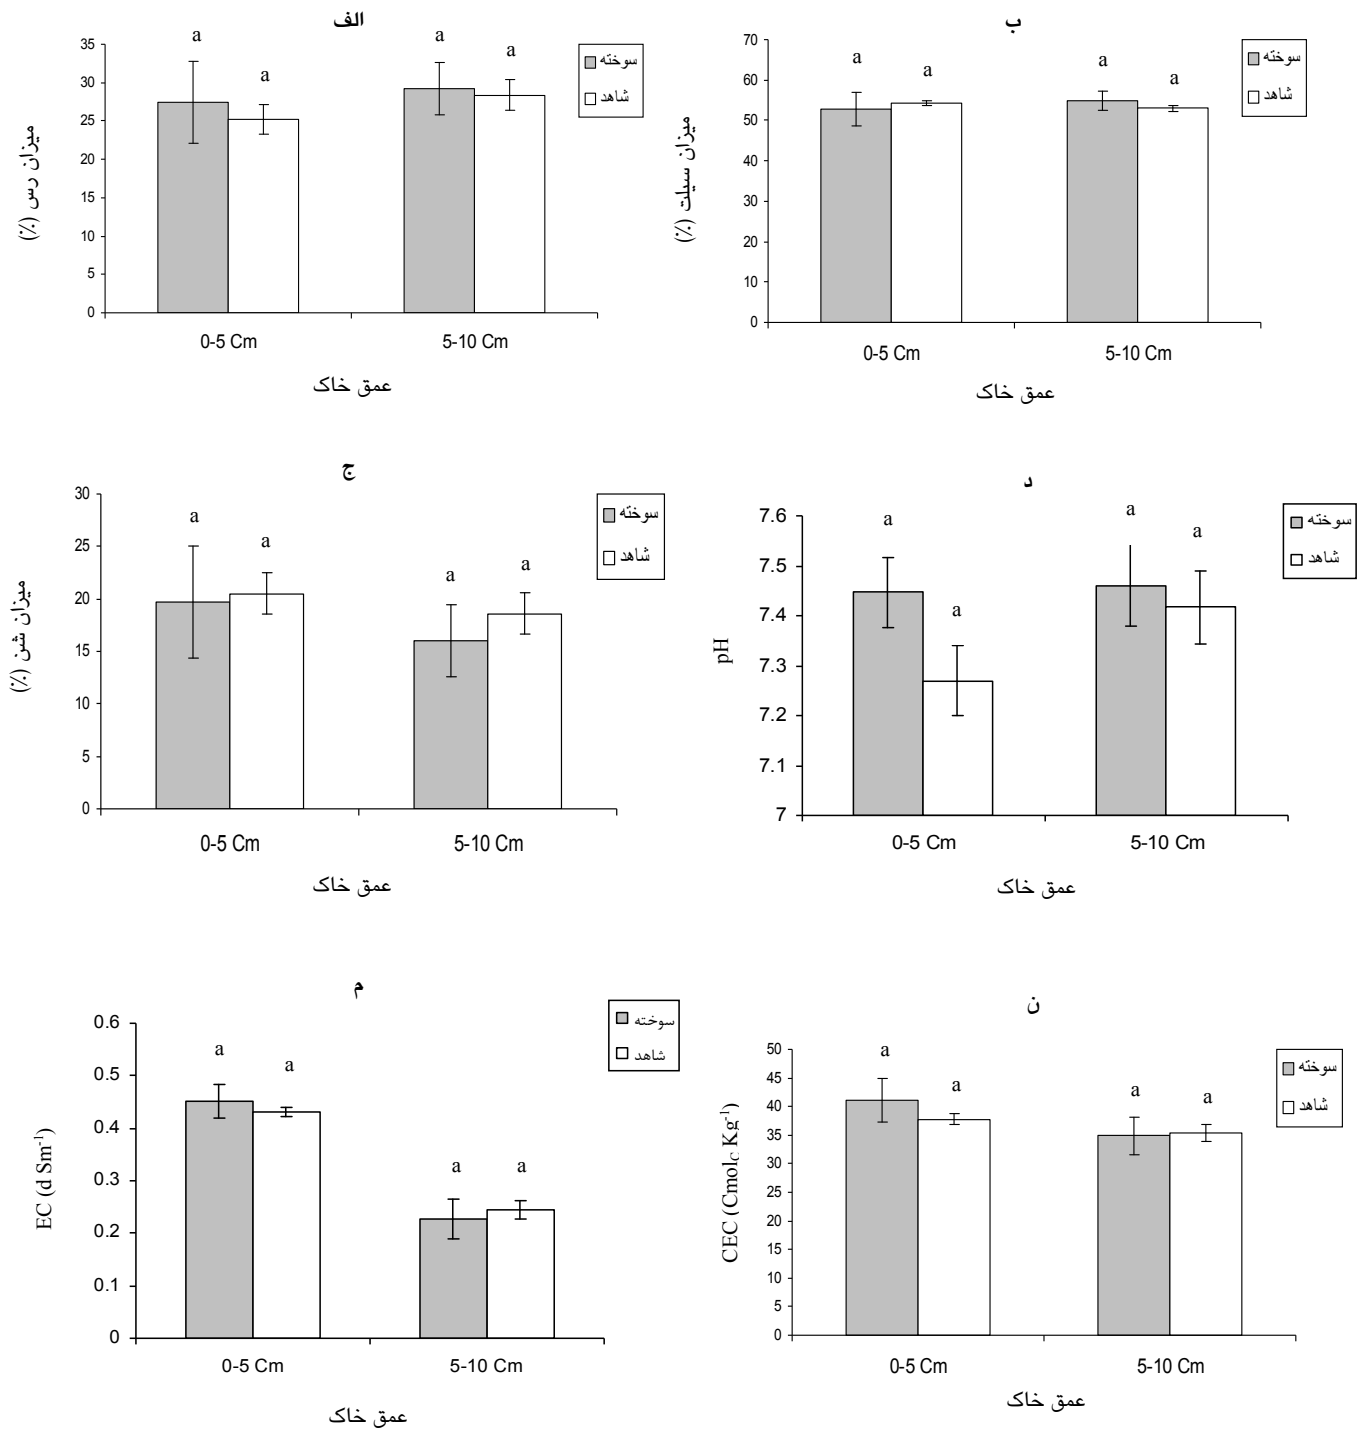 الف
a
a
a
a
35
30
25
20
15
10
5
0
میزان رس (٪)
0-5 Cm
5-10 Cm
عمق خاک
سوخته
شاهد
ب
a
a
a
a
70
60
50
40
30
20
10
0
میزان سیلت (٪)
0-5 Cm
5-10 Cm
عمق خاک
سوخته
شاهد
ج
a
a
a
a
30
25
20
15
10
5
0
میزان شن (٪)
0-5 Cm
5-10 Cm
عمق خاک
سوخته
شاهد
د
a
a
a
a
7.6
7.5
7.4
7.3
7.2
7.1
7
pH
0-5 Cm
5-10 Cm
عمق خاک
سوخته
شاهد
م
a
a
a
a
0.6
0.5
0.4
0.3
0.2
0.1
0
EC (d Sm⁻¹)
0-5 Cm
5-10 Cm
عمق خاک
سوخته
شاهد
ن
a
a
a
a
50
45
40
35
30
25
20
15
10
5
0
CEC (Cmol_C Kg⁻¹)
0-5 Cm
5-10 Cm
عمق خاک
سوخته
شاهد